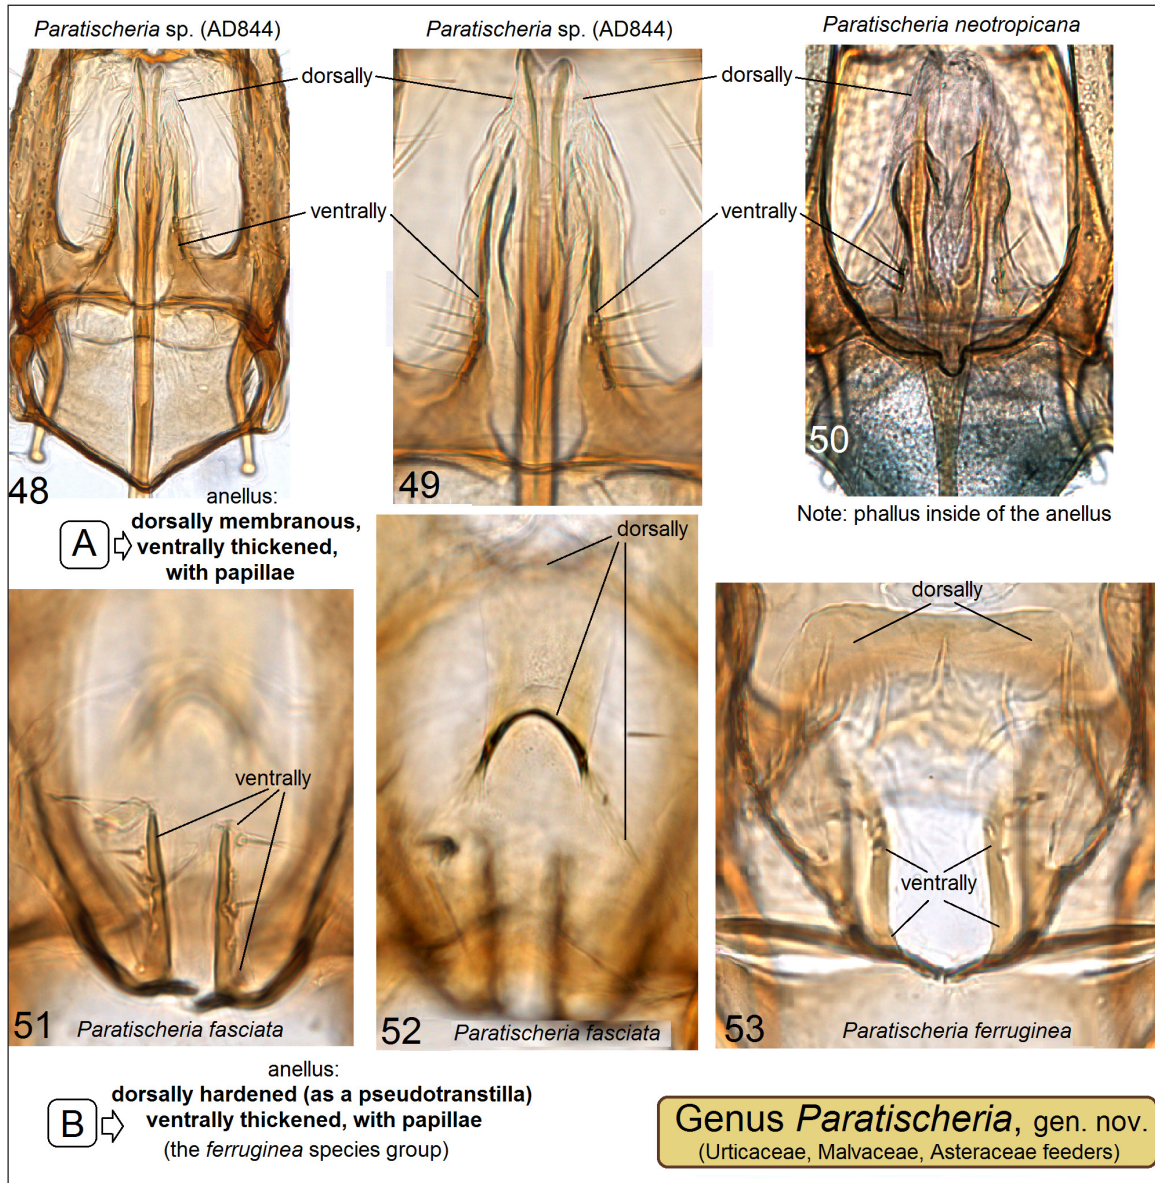 Paratischeria sp. (AD844)
Paratischeria sp. (AD844)
Paratischeria neotropicana
dorsally
dorsally
ventrally
ventrally
48
49
50
Note: phallus inside of the anellus
anellus:
A
dorsally membranous,
ventrally thickened,
with papillae
dorsally
dorsally
ventrally
ventrally
51
Paratischeria fasciata
52
Paratischeria fasciata
53
Paratischeria ferruginea
anellus:
B
dorsally hardened (as a pseudotranstilla)
ventrally thickened, with papillae
(the ferruginea species group)
Genus Paratischeria, gen. nov.
(Urticaceae, Malvaceae, Asteraceae feeders)